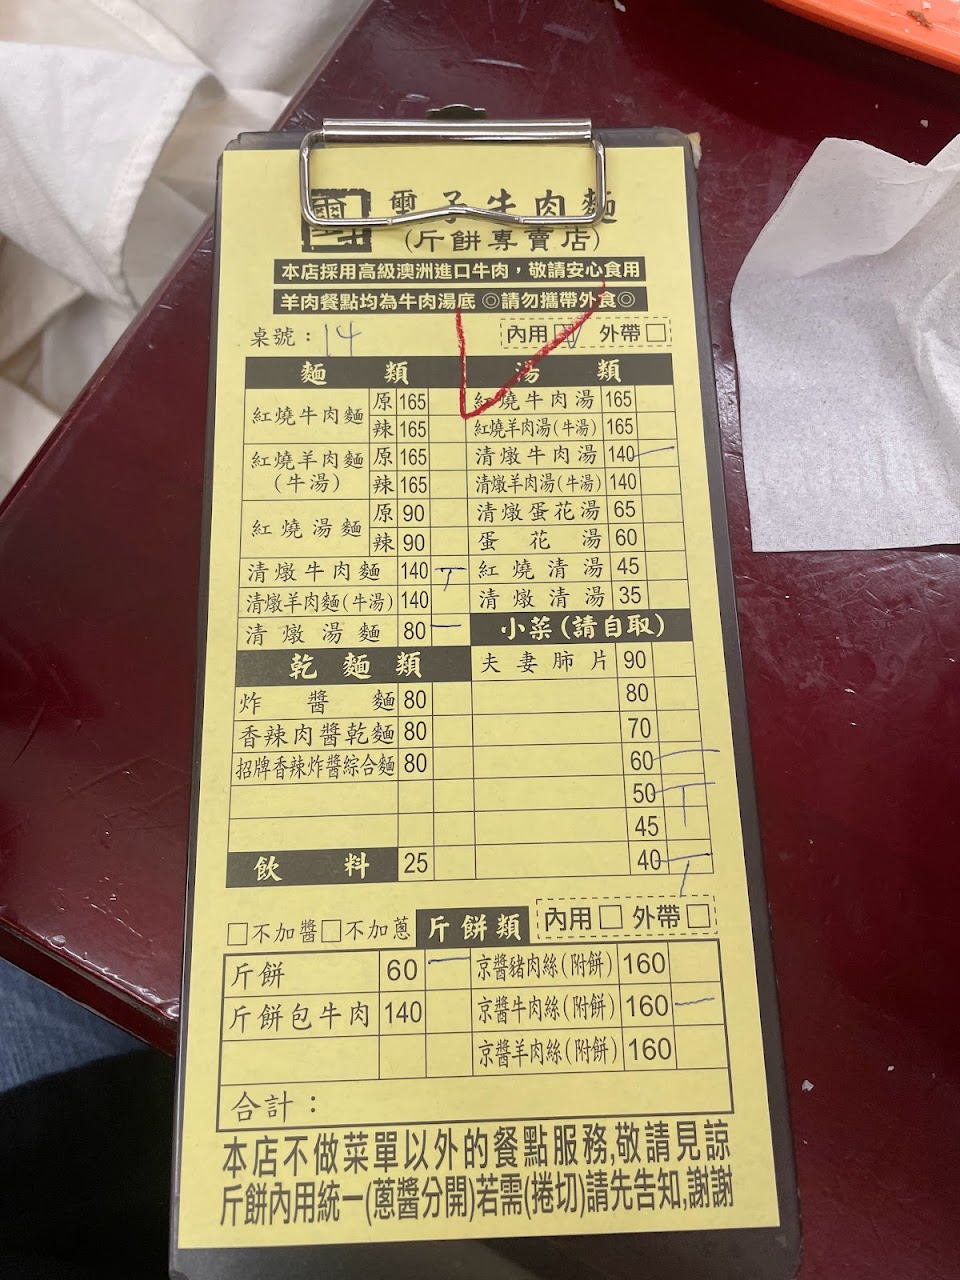 壐子牛肉麵
(斤餅專賣店)
本店採用高級澳洲進口牛肉，敬請安心食用
羊肉餐點均為牛肉湯底 ◎請勿攜帶外食◎
桌號：14 內用☑ 外帶□
麵類 湯類
紅燒牛肉麵 原 165 紅燒牛肉湯 165
辣 165 紅燒羊肉湯(牛湯) 165
紅燒羊肉麵(牛湯) 原 165 清燉牛肉湯 140 一
辣 165 清燉羊肉湯(牛湯) 140
紅燒湯麵 原 90 清燉蛋花湯 65
辣 90 蛋花湯 60
清燉牛肉麵 140 T 紅燒清湯 45
清燉羊肉麵(牛湯) 140 清燉清湯 35
清燉湯麵 80 一 小菜(請自取)
乾麵類 夫妻肺片 90
炸醬麵 80 80
香辣肉醬乾麵 80 70
招牌香辣炸醬綜合麵 80 60 一
50 T
45
飲料 25 40 T
□不加醬□不加蔥 斤餅類 內用□ 外帶□
斤餅 60 一 京醬豬肉絲(附餅) 160
斤餅包牛肉 140 京醬牛肉絲(附餅) 160 一
京醬羊肉絲(附餅) 160
合計：
本店不做菜單以外的餐點服務,敬請見諒
斤餅內用統一(蔥醬分開)若需(捲切)請先告知,謝謝